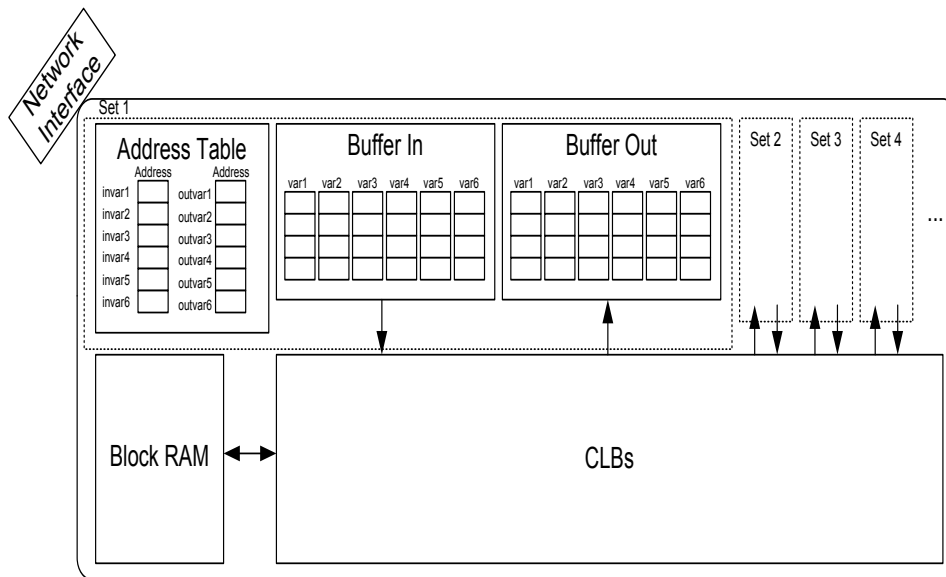 Network
Interface
Set 1
Address Table
Address Address
invar1 outvar1
invar2 outvar2
invar3 outvar3
invar4 outvar4
invar5 outvar5
invar6 outvar6
Buffer In
var1 var2 var3 var4 var5 var6
Buffer Out
var1 var2 var3 var4 var5 var6
Set 2
Set 3
Set 4
...
Block RAM
CLBs